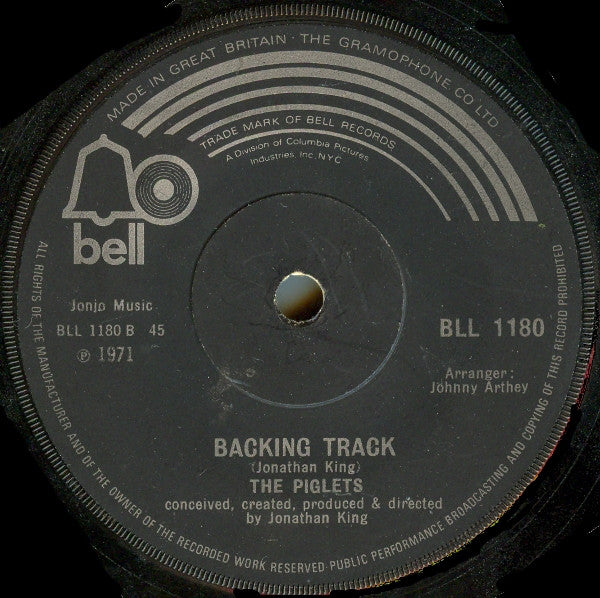 MADE IN GREAT BRITAIN · THE GRAMOPHONE CO LTD
TRADE MARK OF BELL RECORDS
A Division of Columbia Pictures
Industries, Inc. NYC
bell
Jonjo Music
BLL 1180 B 45
℗ 1971
BLL 1180
Arranger:
Johnny Arthey
BACKING TRACK
(Jonathan King)
THE PIGLETS
conceived, created, produced & directed
by Jonathan King
ALL RIGHTS OF THE MANUFACTURER AND OF THE OWNER OF THE RECORDED WORK RESERVED·PUBLIC PERFORMANCE BROADCASTING AND COPYING OF THIS RECORD PROHIBITED